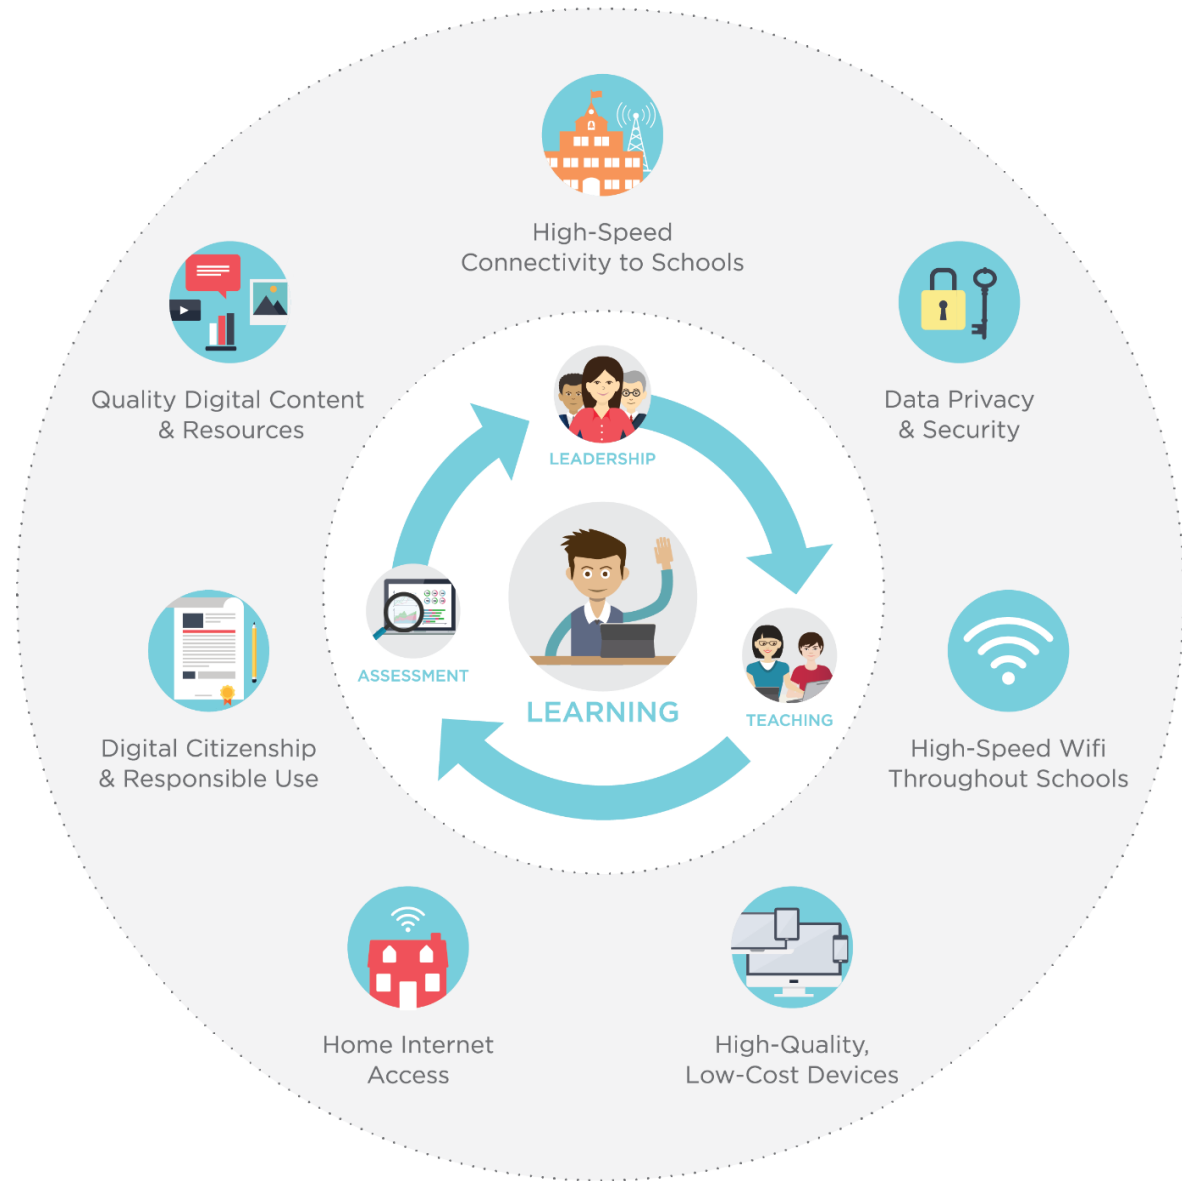 High-Speed
Connectivity to Schools
Quality Digital Content
& Resources
Data Privacy
& Security
LEADERSHIP
ASSESSMENT
LEARNING
TEACHING
Digital Citizenship
& Responsible Use
High-Speed Wifi
Throughout Schools
Home Internet
Access
High-Quality,
Low-Cost Devices